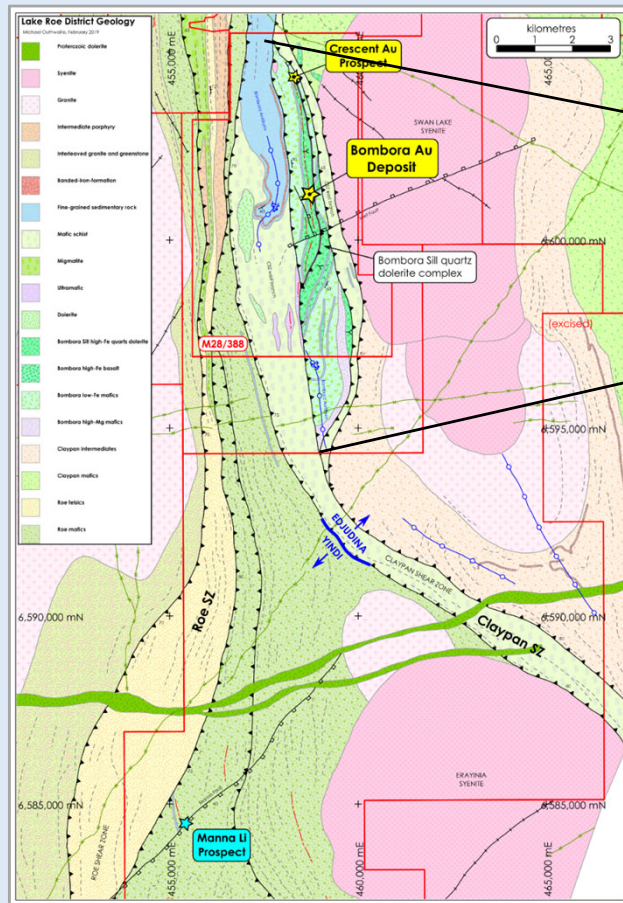 Lake Roe District Geology
Michael Outhwaite, February 2019
Proterozoic dolerite
Syenite
Granite
Intermediate porphyry
Interleaved granite and greenstone
Banded-iron-formation
Fine-grained sedimentary rock
Mafic schist
Migmatite
Ultramafic
Dolerite
Bombora Sill high-Fe quartz dolerite
Bombora high-Fe basalt
Bombora low-Fe mafics
Bombora high-Mg mafics
Claypan intermediates
Claypan mafics
Roe felsics
Roe mafics
455,000 mE
465,000
kilometres
0 1 2 3
Crescent Au
Prospect
SWAN LAKE
SYENITE
Bombora Au
Deposit
6,600,000 mN
Bombora Sill quartz
dolerite complex
(excised)
M28/388
6,595,000 mN
EDJUDINA
YINDI
CLAYPAN SHEAR ZONE
6,590,000 mN
6,590,000 mN
Roe SZ
Claypan SZ
ERAYINIA
SYENITE
6,585,000 mN
6,585,000 mN
Manna Li
Prospect
ROE SHEAR ZONE
455,000 mE
460,000 mE
465,000 mE